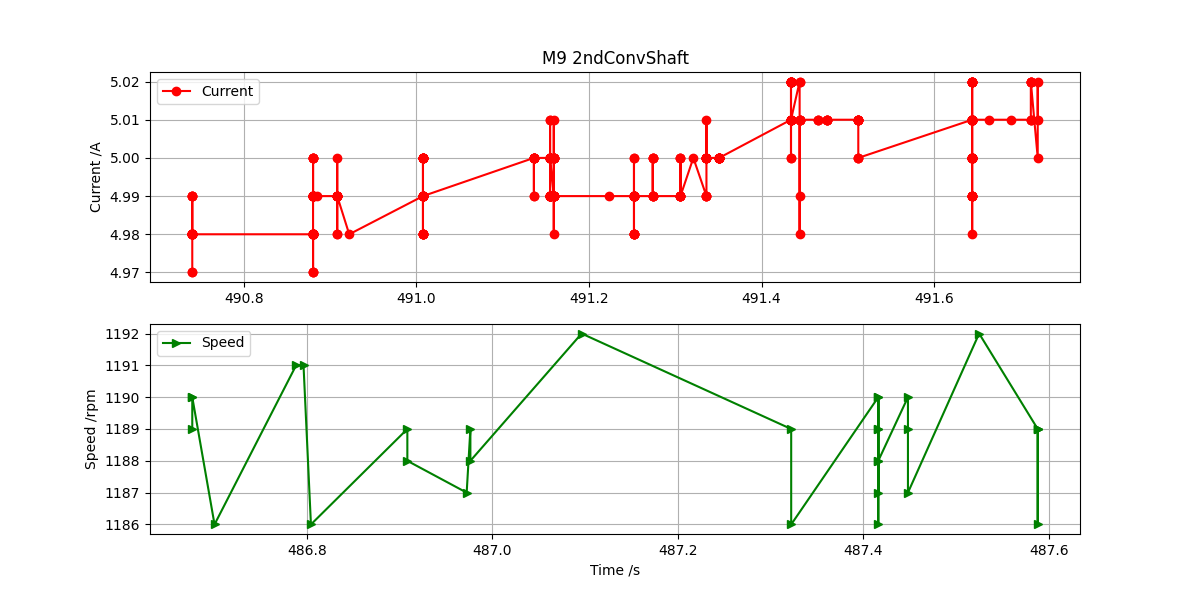 M9 2ndConvShaft
Current
Current /A
5.02
5.01
5.00
4.99
4.98
4.97
490.8 491.0 491.2 491.4 491.6
Speed
Speed /rpm
1192
1191
1190
1189
1188
1187
1186
486.8 487.0 487.2 487.4 487.6
Time /s